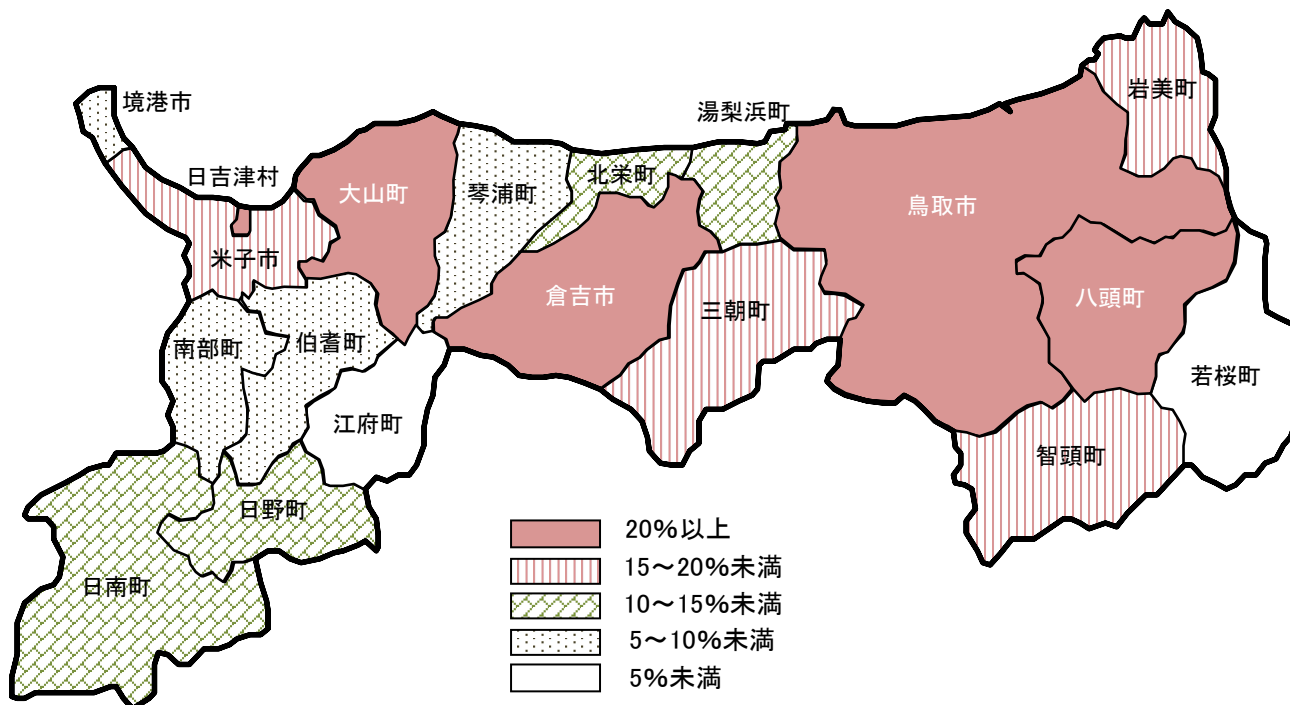 岩美町
境港市
湯梨浜町
日吉津村
北栄町
大山町
琴浦町
鳥取市
米子市
倉吉市
八頭町
三朝町
伯耆町
南部町
若桜町
江府町
智頭町
日野町
日南町
20%以上
15～20%未満
10～15%未満
5～10%未満
5%未満